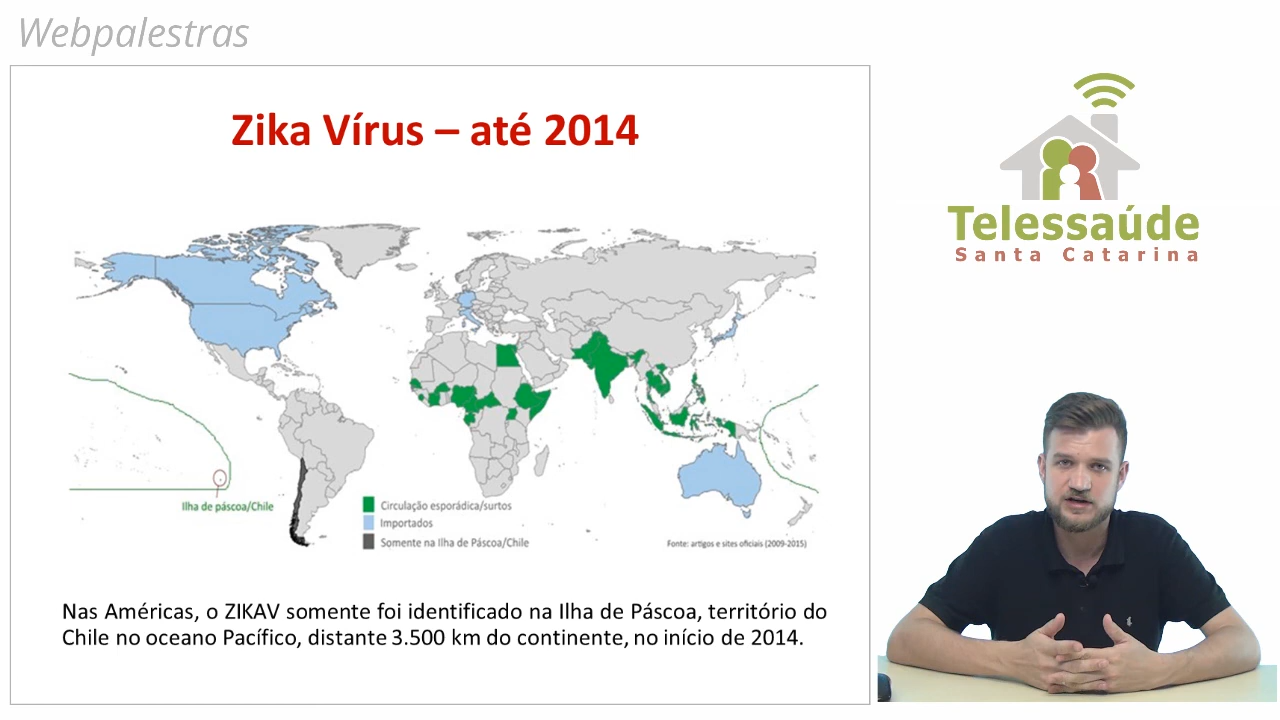 Webpalestras
Zika Vírus – até 2014
Telessaúde
Santa Catarina
Ilha de páscoa/Chile
Circulação esporádica/surtos
Importados
Somente na Ilha de Páscoa/Chile
Fonte: artigos e sites oficiais (2009-2015)
Nas Américas, o ZIKAV somente foi identificado na Ilha de Páscoa, território do
Chile no oceano Pacífico, distante 3.500 km do continente, no início de 2014.